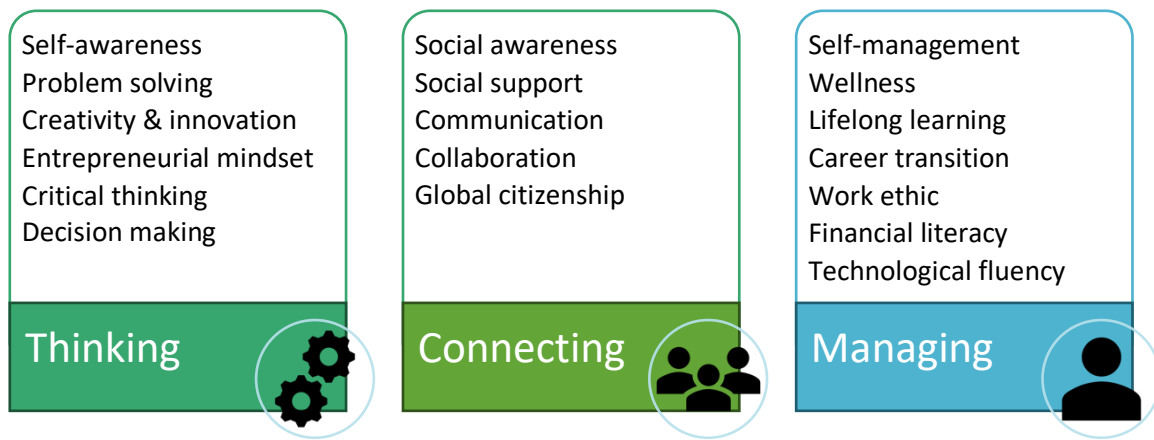 Self-awareness
Problem solving
Creativity & innovation
Entrepreneurial mindset
Critical thinking
Decision making
Thinking
Social awareness
Social support
Communication
Collaboration
Global citizenship
Connecting
Self-management
Wellness
Lifelong learning
Career transition
Work ethic
Financial literacy
Technological fluency
Managing